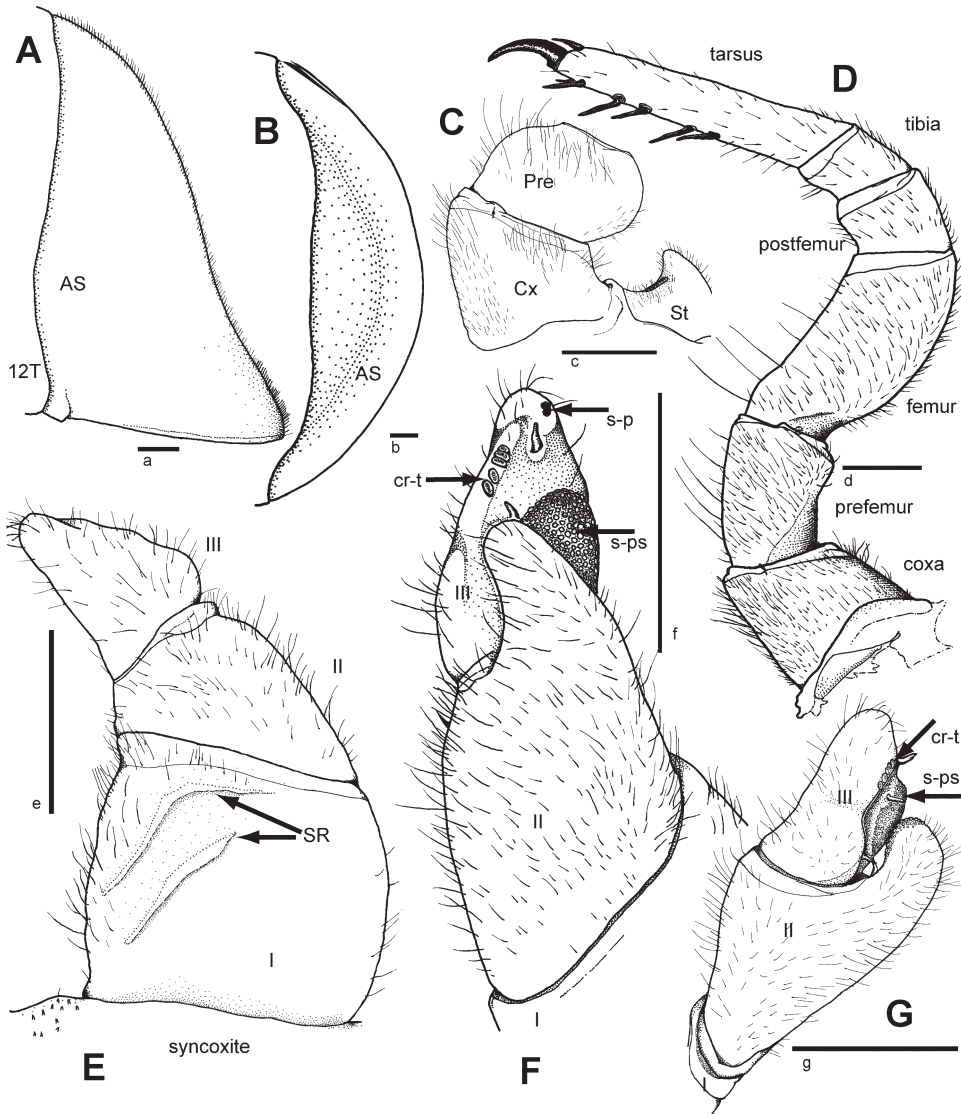 A
AS
12T
a
B
AS
b
C
Pre
Cx
St
c
D
tarsus
tibia
postfemur
femur
prefemur
coxa
d
III
II
SR
I
syncoxite
e
E
s-p
cr-t
s-ps
III
II
I
f
F
cr-t
s-ps
III
II
I
G
g